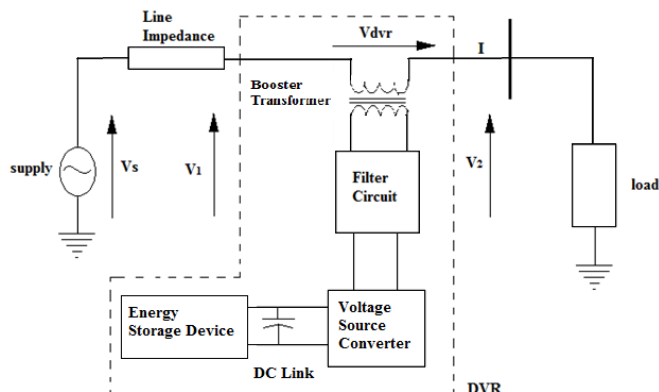 Line
Impedance
Vdvr
I
Booster
Transformer
supply
Vs
V1
Filter
Circuit
V2
load
Energy
Storage Device
Voltage
Source
Converter
DC Link
DVR